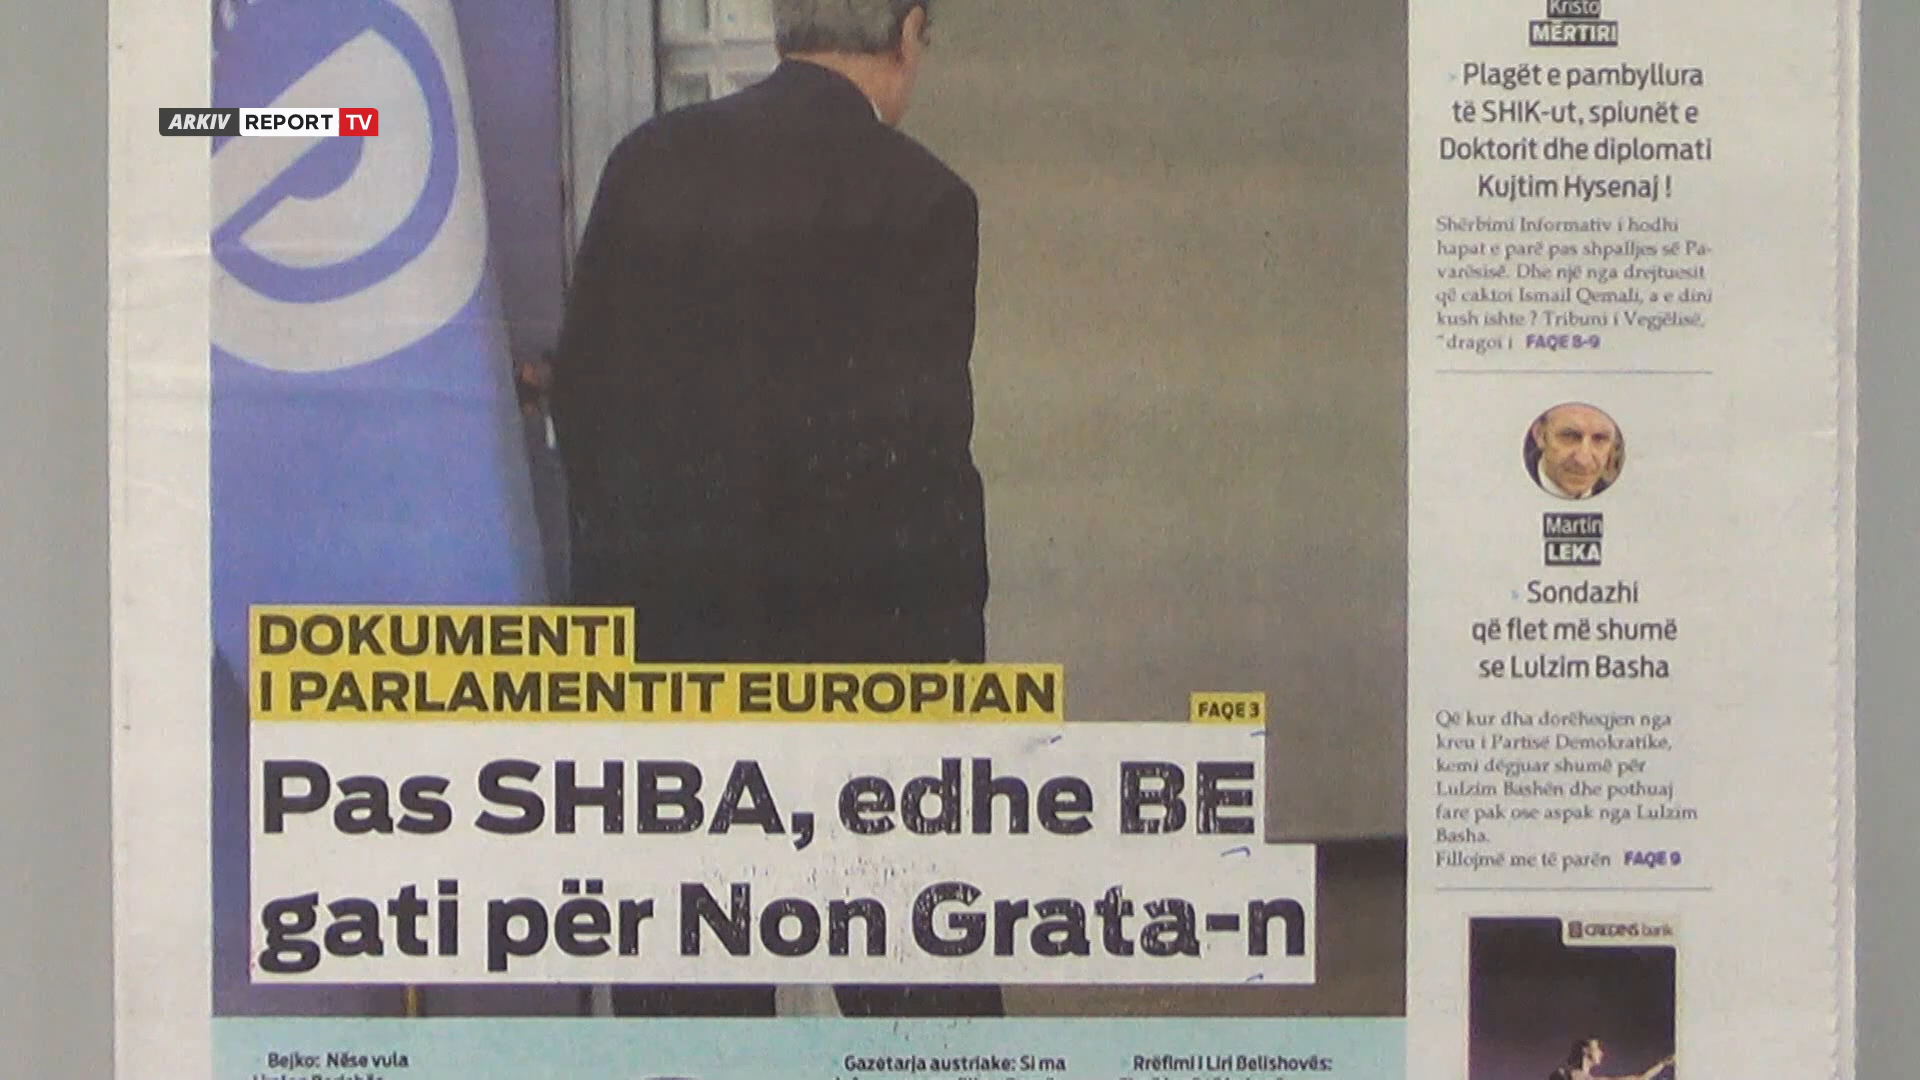 ARKIV REPORT TV
DOKUMENTI
I PARLAMENTIT EUROPIAN
FAQE 3
Pas SHBA, edhe BE
gati për Non Grata-n
Kristo
MËRTIRI
Plagët e pambyllura
të SHIK-ut, spiunët e
Doktorit dhe diplomati
Kujtim Hysenaj !
Shërbimi Informativ i hodhi
hapat e parë pas shpalljes së Pa-
varësisë. Dhe një nga drejtuesit
që caktoi Ismail Qemali, a e dini
kush ishte ? Tribuni i Vegjëlisë,
"dragoi i FAQE 8-9
Martin
LEKA
Sondazhi
që flet më shumë
se Lulzim Basha
Që kur dha dorëheqjen nga
kreu i Partisë Demokratike,
kemi dëgjuar shumë për
Lulzim Bashën dhe pothuaj
fare pak ose aspak nga Lulzim
Basha.
Fillojmë me të parën FAQE 9
CREDINS bank
Bejko: Nëse vula
Gazetarja austriake: Si ma
Rrëfimi i Liri Belishovës: